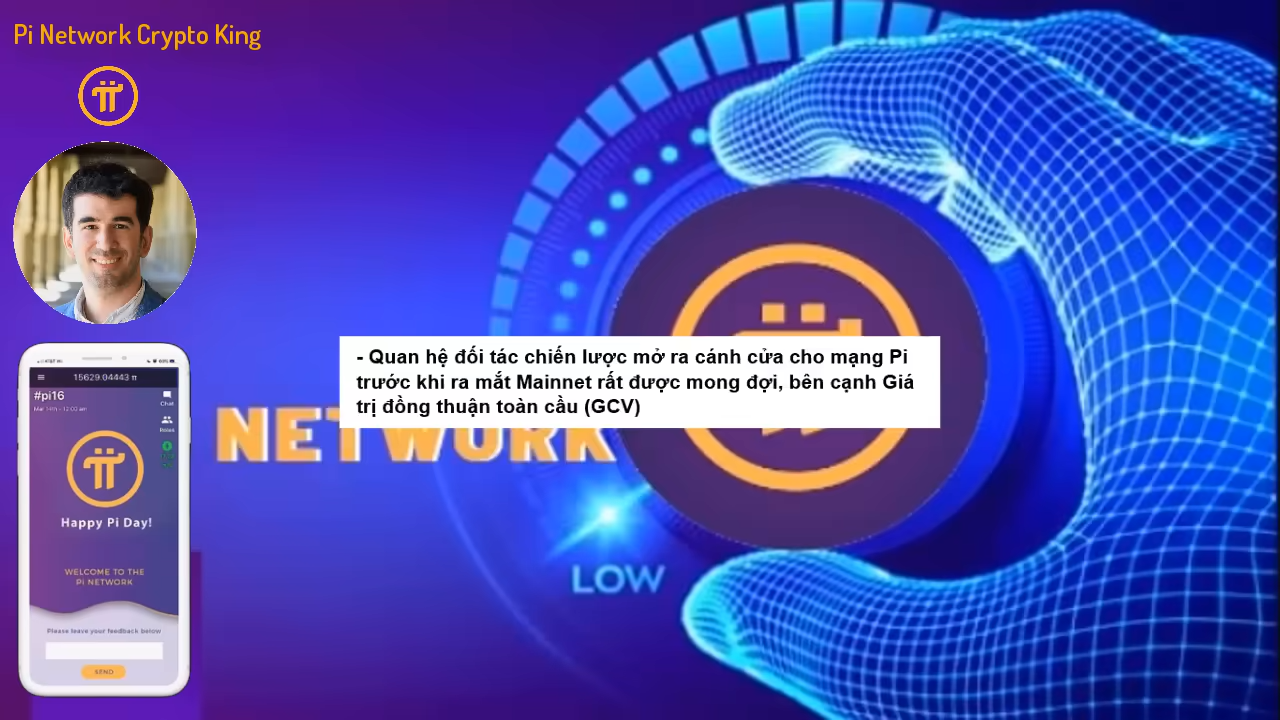 Pi Network Crypto King
15629.04443 π
#pi16
Chat
Roles
Happy Pi Day!
WELCOME TO THE
Pi NETWORK
Please leave your feedback below
SEND
- Quan hệ đối tác chiến lược mở ra cánh cửa cho mạng Pi
trước khi ra mắt Mainnet rất được mong đợi, bên cạnh Giá
trị đồng thuận toàn cầu (GCV)
NETWORK
LOW